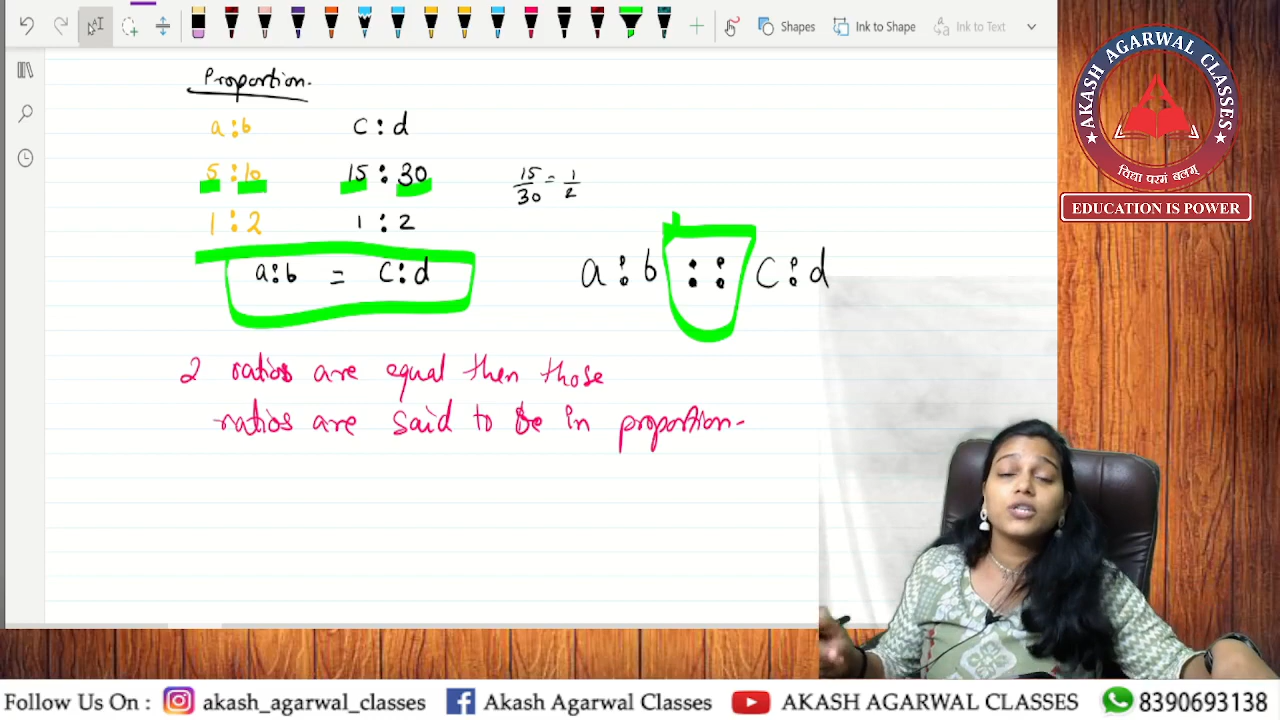 Shapes
Ink to Shape
Ink to Text
Proportion.
a:b c:d
5:10 15:30 15/30 = 1/2
1:2 1:2
a:b = c:d a:b :: c:d
2 ratios are equal then those
ratios are said to be in proportion.
AKASH AGARWAL CLASSES
विद्या परमं बलम्
EDUCATION IS POWER
Follow Us On : akash_agarwal_classes Akash Agarwal Classes AKASH AGARWAL CLASSES 8390693138